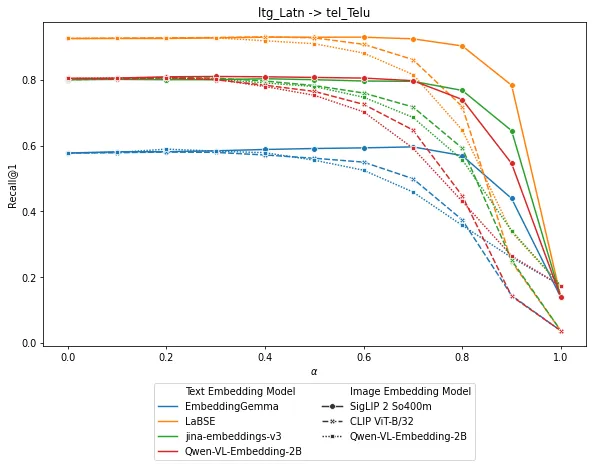 ltg_Latn -> tel_Telu
Recall@1
0.8
0.6
0.4
0.2
0.0
0.0 0.2 0.4 0.6 0.8 1.0
α
Text Embedding Model
EmbeddingGemma
LaBSE
jina-embeddings-v3
Qwen-VL-Embedding-2B
Image Embedding Model
SigLIP 2 So400m
CLIP ViT-B/32
Qwen-VL-Embedding-2B